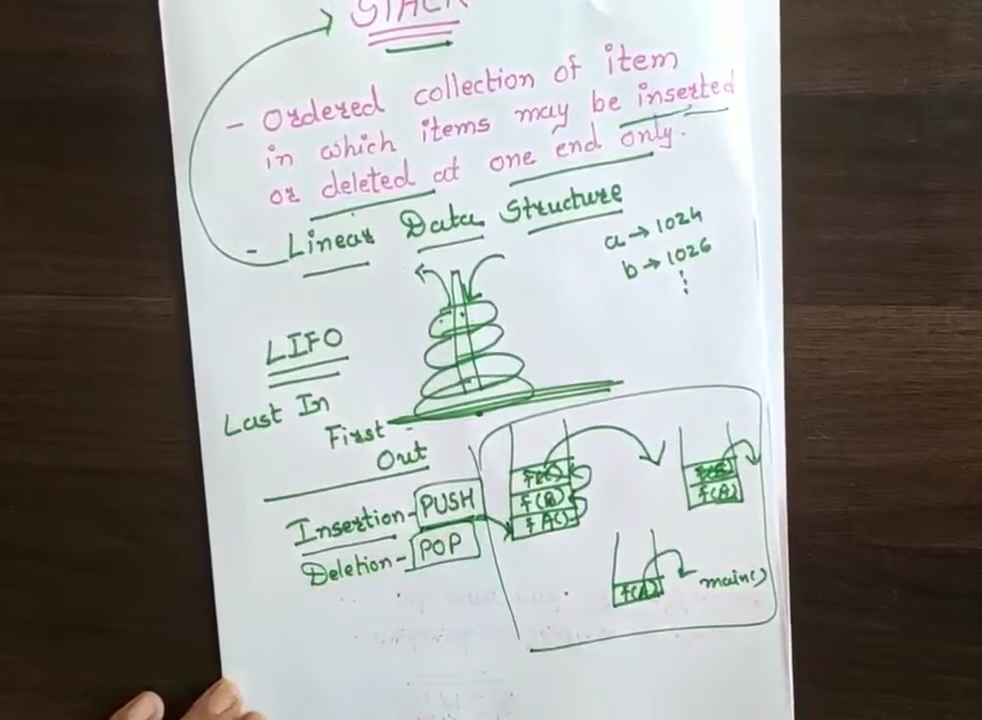 STACK
- Ordered collection of item
in which items may be inserted
or deleted at one end only.
- Linear Data Structure
a → 1024
b → 1026
LIFO
Last In
First
Out
Insertion - PUSH
Deletion - POP
f(B)
f A()
f(A)
f(A)
main()